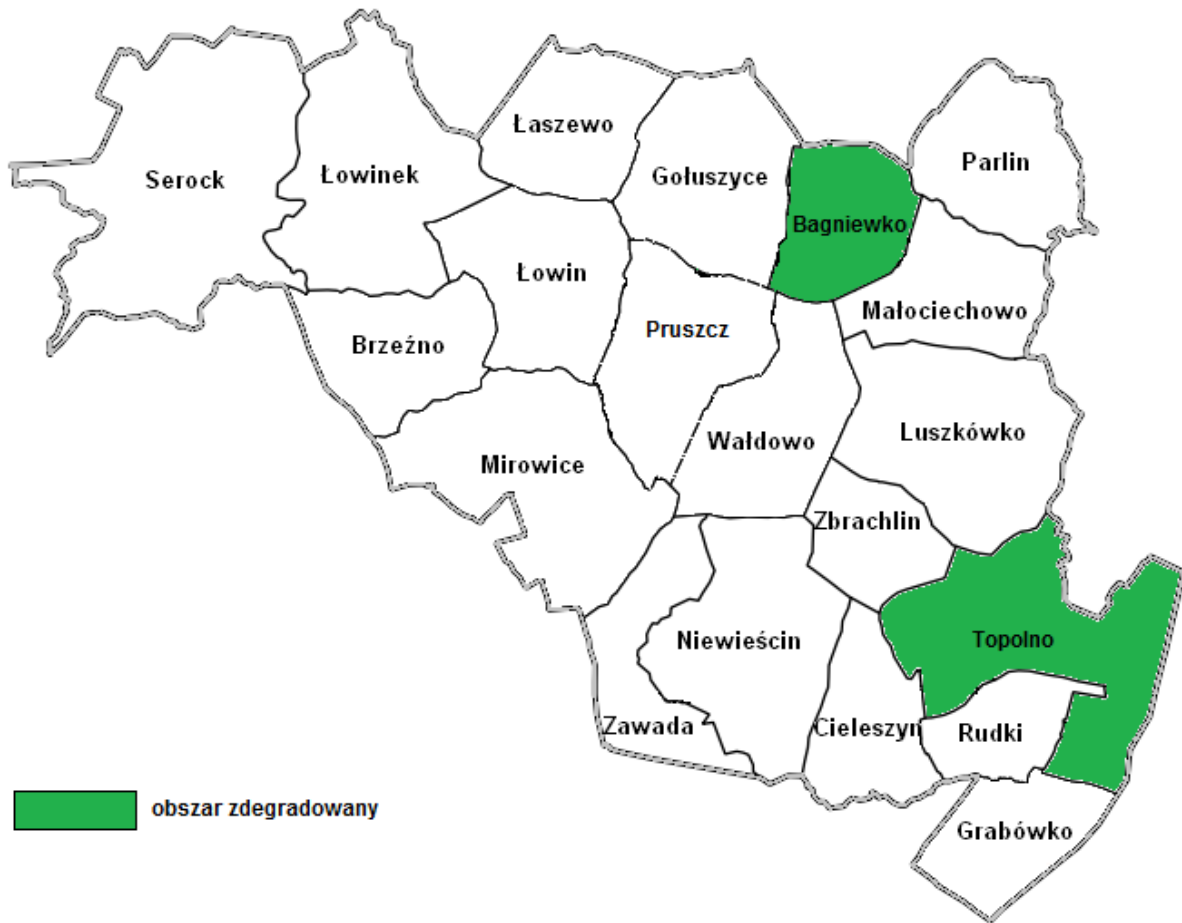 Łaszewo
Parlin
Serock
Łowinek
Gołuszyce
Bagniewko
Łowin
Małociechowo
Pruszcz
Brzeźno
Luszkówko
Wałdowo
Mirowice
Zbrachlin
Topolno
Niewieścin
Zawada
Cieleszyn
Rudki
obszar zdegradowany
Grabówko